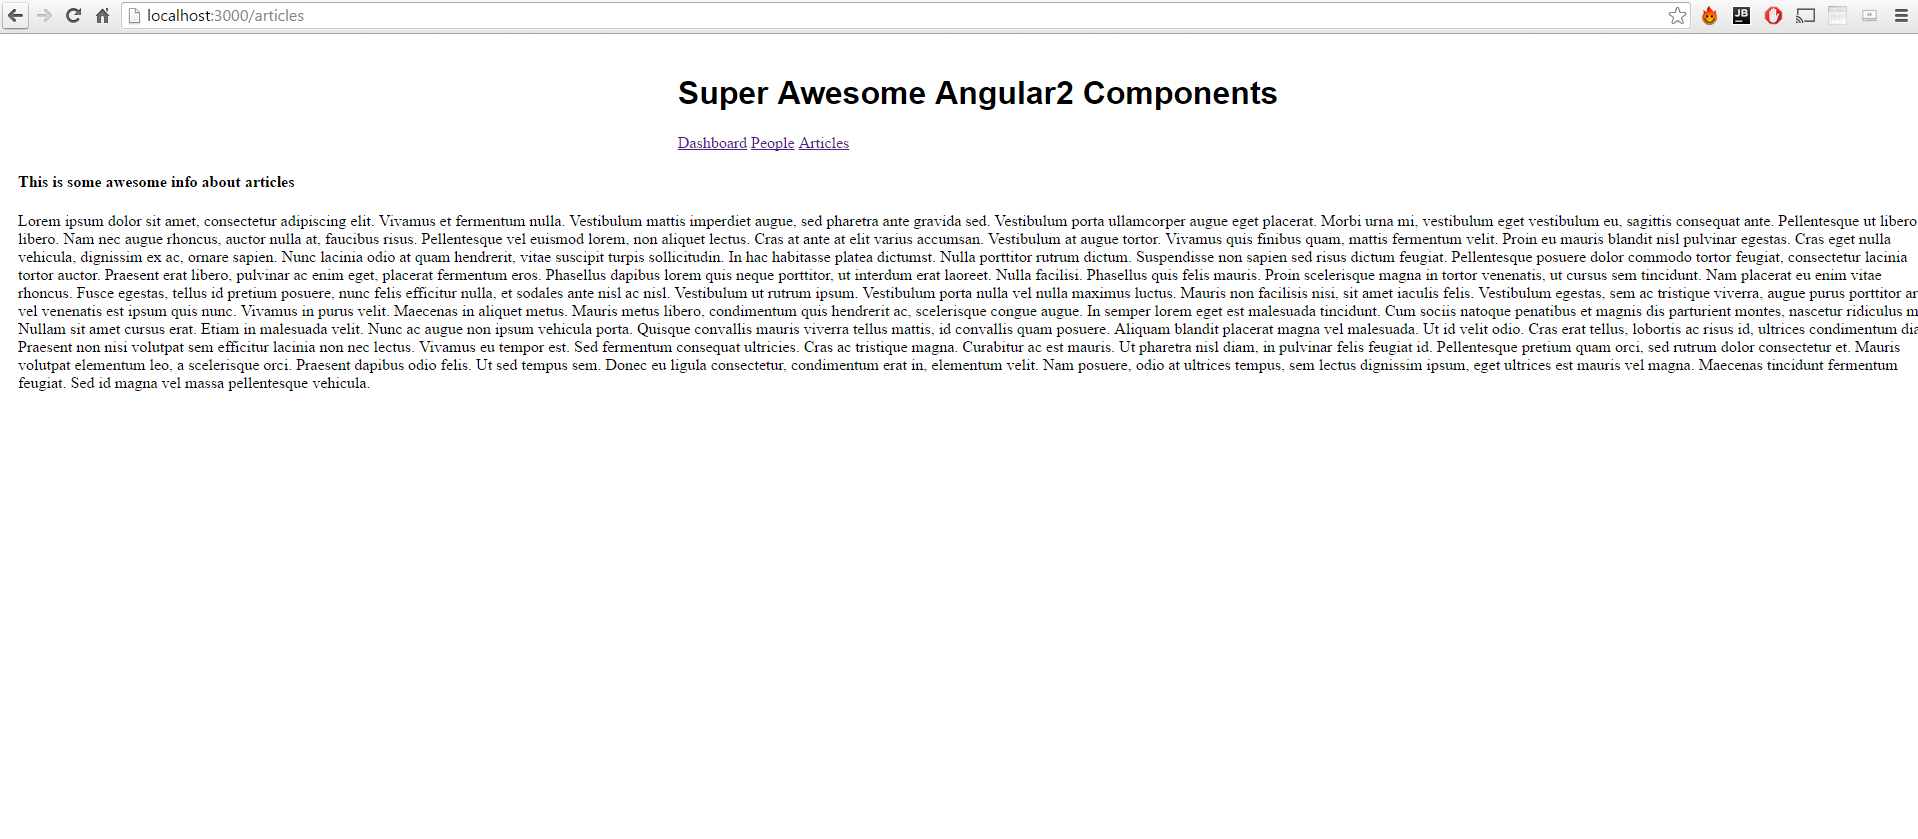 localhost:3000/articles
JB
Super Awesome Angular2 Components
Dashboard People Articles
This is some awesome info about articles
Lorem ipsum dolor sit amet, consectetur adipiscing elit. Vivamus et fermentum nulla. Vestibulum mattis imperdiet augue, sed pharetra ante gravida sed. Vestibulum porta ullamcorper augue eget placerat. Morbi urna mi, vestibulum eget vestibulum eu, sagittis consequat ante. Pellentesque ut libero
libero. Nam nec augue rhoncus, auctor nulla at, faucibus risus. Pellentesque vel euismod lorem, non aliquet lectus. Cras at ante at elit varius accumsan. Vestibulum at augue tortor. Vivamus quis finibus quam, mattis fermentum velit. Proin eu mauris blandit nisl pulvinar egestas. Cras eget nulla
vehicula, dignissim ex ac, ornare sapien. Nunc lacinia odio at quam hendrerit, vitae suscipit turpis sollicitudin. In hac habitasse platea dictumst. Nulla porttitor rutrum dictum. Suspendisse non sapien sed risus dictum feugiat. Pellentesque posuere dolor commodo tortor feugiat, consectetur lacinia
tortor auctor. Praesent erat libero, pulvinar ac enim eget, placerat fermentum eros. Phasellus dapibus lorem quis neque porttitor, ut interdum erat laoreet. Nulla facilisi. Phasellus quis felis mauris. Proin scelerisque magna in tortor venenatis, ut cursus sem tincidunt. Nam placerat eu enim vitae
rhoncus. Fusce egestas, tellus id pretium posuere, nunc felis efficitur nulla, et sodales ante nisl ac nisl. Vestibulum ut rutrum ipsum. Vestibulum porta nulla vel nulla maximus luctus. Mauris non facilisis nisi, sit amet iaculis felis. Vestibulum egestas, sem ac tristique viverra, augue purus porttitor
vel venenatis est ipsum quis nunc. Vivamus in purus velit. Maecenas in aliquet metus. Mauris metus libero, condimentum quis hendrerit ac, scelerisque congue augue. In semper lorem eget est malesuada tincidunt. Cum sociis natoque penatibus et magnis dis parturient montes, nascetur ridiculus
Nullam sit amet cursus erat. Etiam in malesuada velit. Nunc ac augue non ipsum vehicula porta. Quisque convallis mauris viverra tellus mattis, id convallis quam posuere. Aliquam blandit placerat magna vel malesuada. Ut id velit odio. Cras erat tellus, lobortis ac risus id, ultrices condimentum
Praesent non nisi volutpat sem efficitur lacinia non nec lectus. Vivamus eu tempor est. Sed fermentum consequat ultricies. Cras ac tristique magna. Curabitur ac est mauris. Ut pharetra nisl diam, in pulvinar felis feugiat id. Pellentesque pretium quam orci, sed rutrum dolor consectetur et. Mauris
volutpat elementum leo, a scelerisque orci. Praesent dapibus odio felis. Ut sed tempus sem. Donec eu ligula consectetur, condimentum erat in, elementum velit. Nam posuere, odio at ultrices tempus, sem lectus dignissim ipsum, eget ultrices est mauris vel magna. Maecenas tincidunt fermentum
feugiat. Sed id magna vel massa pellentesque vehicula.